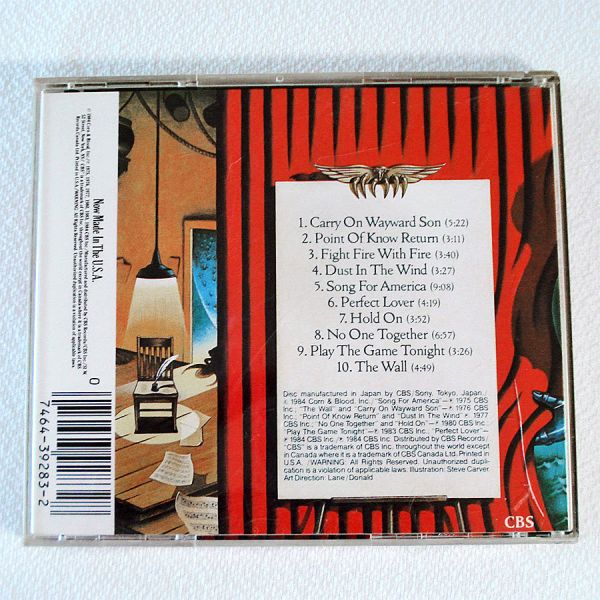 1. Carry On Wayward Son (5:22)
2. Point Of Know Return (3:11)
3. Fight Fire With Fire (3:40)
4. Dust In The Wind (3:27)
5. Song For America (9:08)
6. Perfect Lover (4:19)
7. Hold On (3:52)
8. No One Together (6:57)
9. Play The Game Tonight (3:26)
10. The Wall (4:49)
Disc manufactured in Japan by CBS/Sony, Tokyo, Japan./
℗ 1984 Corn & Blood, Inc./"Song For America"—℗ 1975 CBS
Inc./"The Wall" and "Carry On Wayward Son"—℗ 1976 CBS
Inc./"Point Of Know Return" and "Dust In The Wind"—℗ 1977
CBS Inc./"No One Together" and "Hold On"—℗ 1980 CBS Inc./
"Play The Game Tonight"—℗ 1983 CBS Inc./"Perfect Lover"—℗
1984 CBS Inc./℗ 1984 CBS Inc. Distributed by CBS Records/
"CBS" is a trademark of CBS Inc. throughout the world except
in Canada where it is a trademark of CBS Canada Ltd./Printed in
U.S.A./WARNING: All Rights Reserved. Unauthorized dupli-
cation is a violation of applicable laws. Illustration: Steve Carver
Art Direction: Lane/Donald
CBS
Now Made In The U.S.A.
0
7464-39283-2